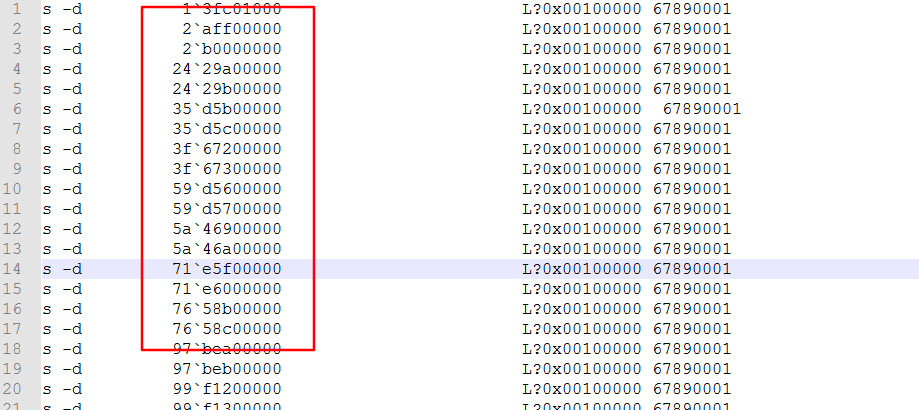 1 s -d 1`3fc01000 L?0x00100000 67890001
2 s -d 2`aff00000 L?0x00100000 67890001
3 s -d 2`b0000000 L?0x00100000 67890001
4 s -d 24`29a00000 L?0x00100000 67890001
5 s -d 24`29b00000 L?0x00100000 67890001
6 s -d 35`d5b00000 L?0x00100000 67890001
7 s -d 35`d5c00000 L?0x00100000 67890001
8 s -d 3f`67200000 L?0x00100000 67890001
9 s -d 3f`67300000 L?0x00100000 67890001
10 s -d 59`d5600000 L?0x00100000 67890001
11 s -d 59`d5700000 L?0x00100000 67890001
12 s -d 5a`46900000 L?0x00100000 67890001
13 s -d 5a`46a00000 L?0x00100000 67890001
14 s -d 71`e5f00000 L?0x00100000 67890001
15 s -d 71`e6000000 L?0x00100000 67890001
16 s -d 76`58b00000 L?0x00100000 67890001
17 s -d 76`58c00000 L?0x00100000 67890001
18 s -d 97`bea00000 L?0x00100000 67890001
19 s -d 97`beb00000 L?0x00100000 67890001
20 s -d 99`f1200000 L?0x00100000 67890001
21 s -d 99`f1300000 L?0x00100000 67890001